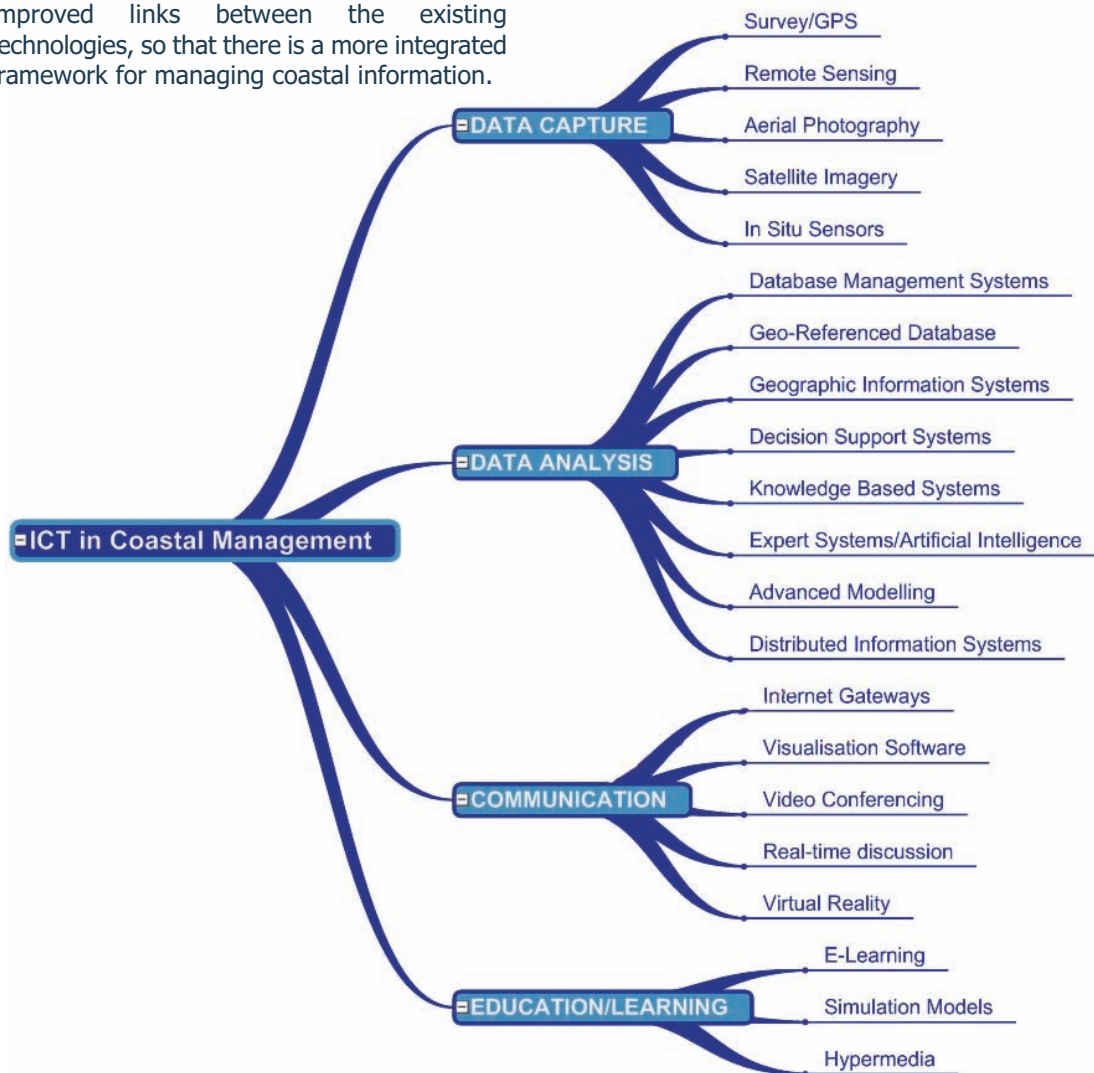 improved links between the existing
technologies, so that there is a more integrated
framework for managing coastal information.
ICT in Coastal Management
DATA CAPTURE
Survey/GPS
Remote Sensing
Aerial Photography
Satellite Imagery
In Situ Sensors
DATA ANALYSIS
Database Management Systems
Geo-Referenced Database
Geographic Information Systems
Decision Support Systems
Knowledge Based Systems
Expert Systems/Artificial Intelligence
Advanced Modelling
Distributed Information Systems
COMMUNICATION
Internet Gateways
Visualisation Software
Video Conferencing
Real-time discussion
Virtual Reality
EDUCATION/LEARNING
E-Learning
Simulation Models
Hypermedia